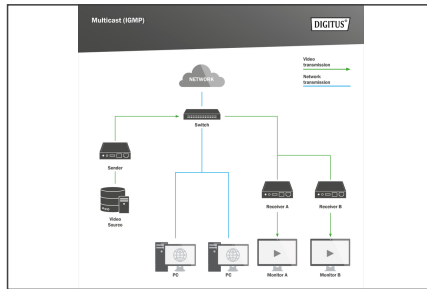 Multicast (IGMP)
DIGITUS®
Video
transmission
Network
transmission
NETWORK
Switch
Sender
Receiver A
Receiver B
Video
Source
PC
PC
Monitor A
Monitor B